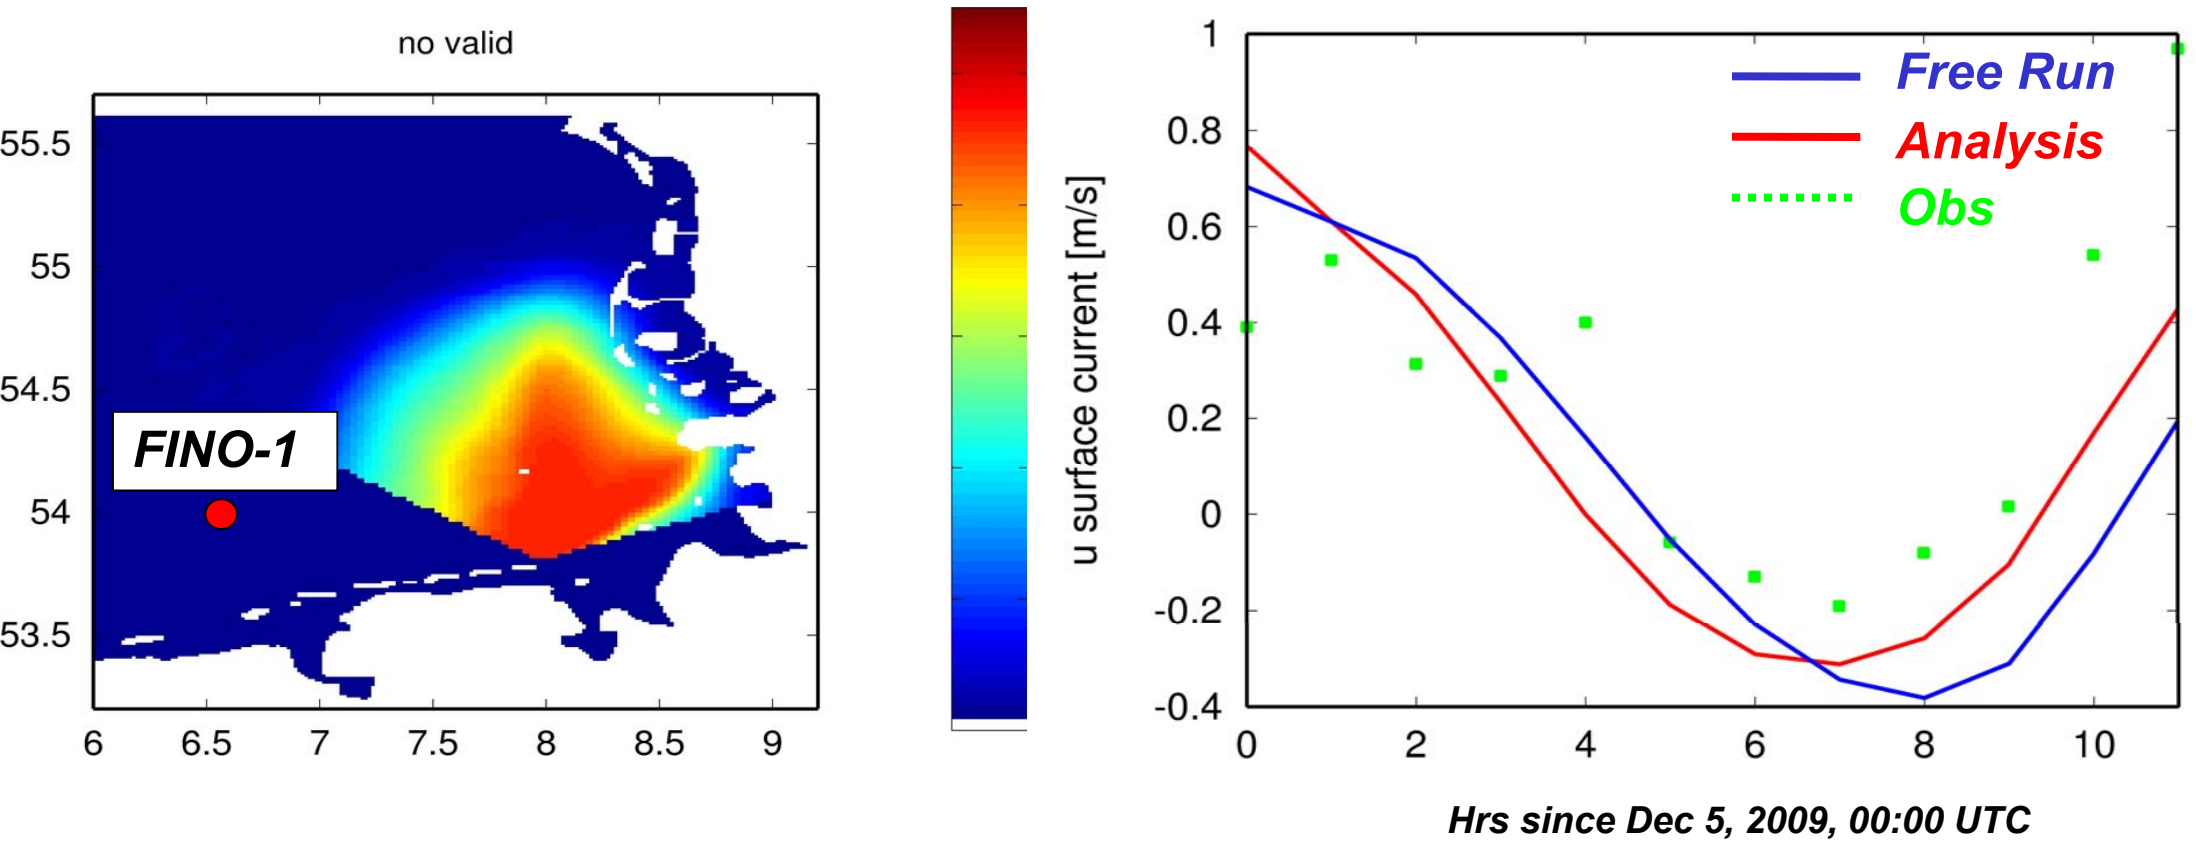 no valid
55.5
55
54.5
54
53.5
6 6.5 7 7.5 8 8.5 9
FINO-1
u surface current [m/s]
1
0.8
0.6
0.4
0.2
0
-0.2
-0.4
0 2 4 6 8 10
Free Run
Analysis
Obs
Hrs since Dec 5, 2009, 00:00 UTC